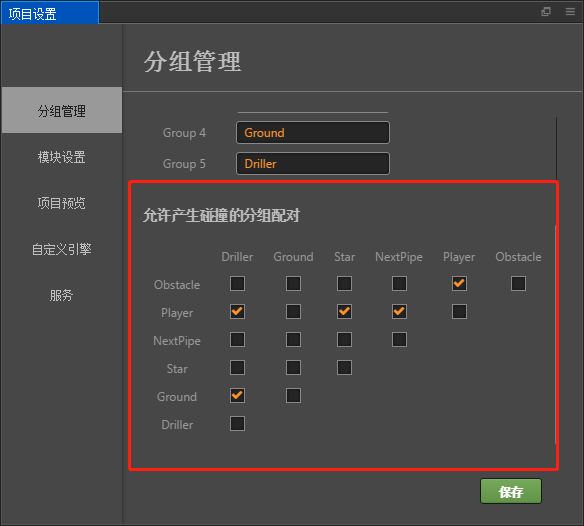 项目设置
分组管理
分组管理
模块设置
项目预览
自定义引擎
服务
Group 4 Ground
Group 5 Driller
允许产生碰撞的分组配对
Driller Ground Star NextPipe Player Obstacle
Obstacle
Player
NextPipe
Star
Ground
Driller
保存